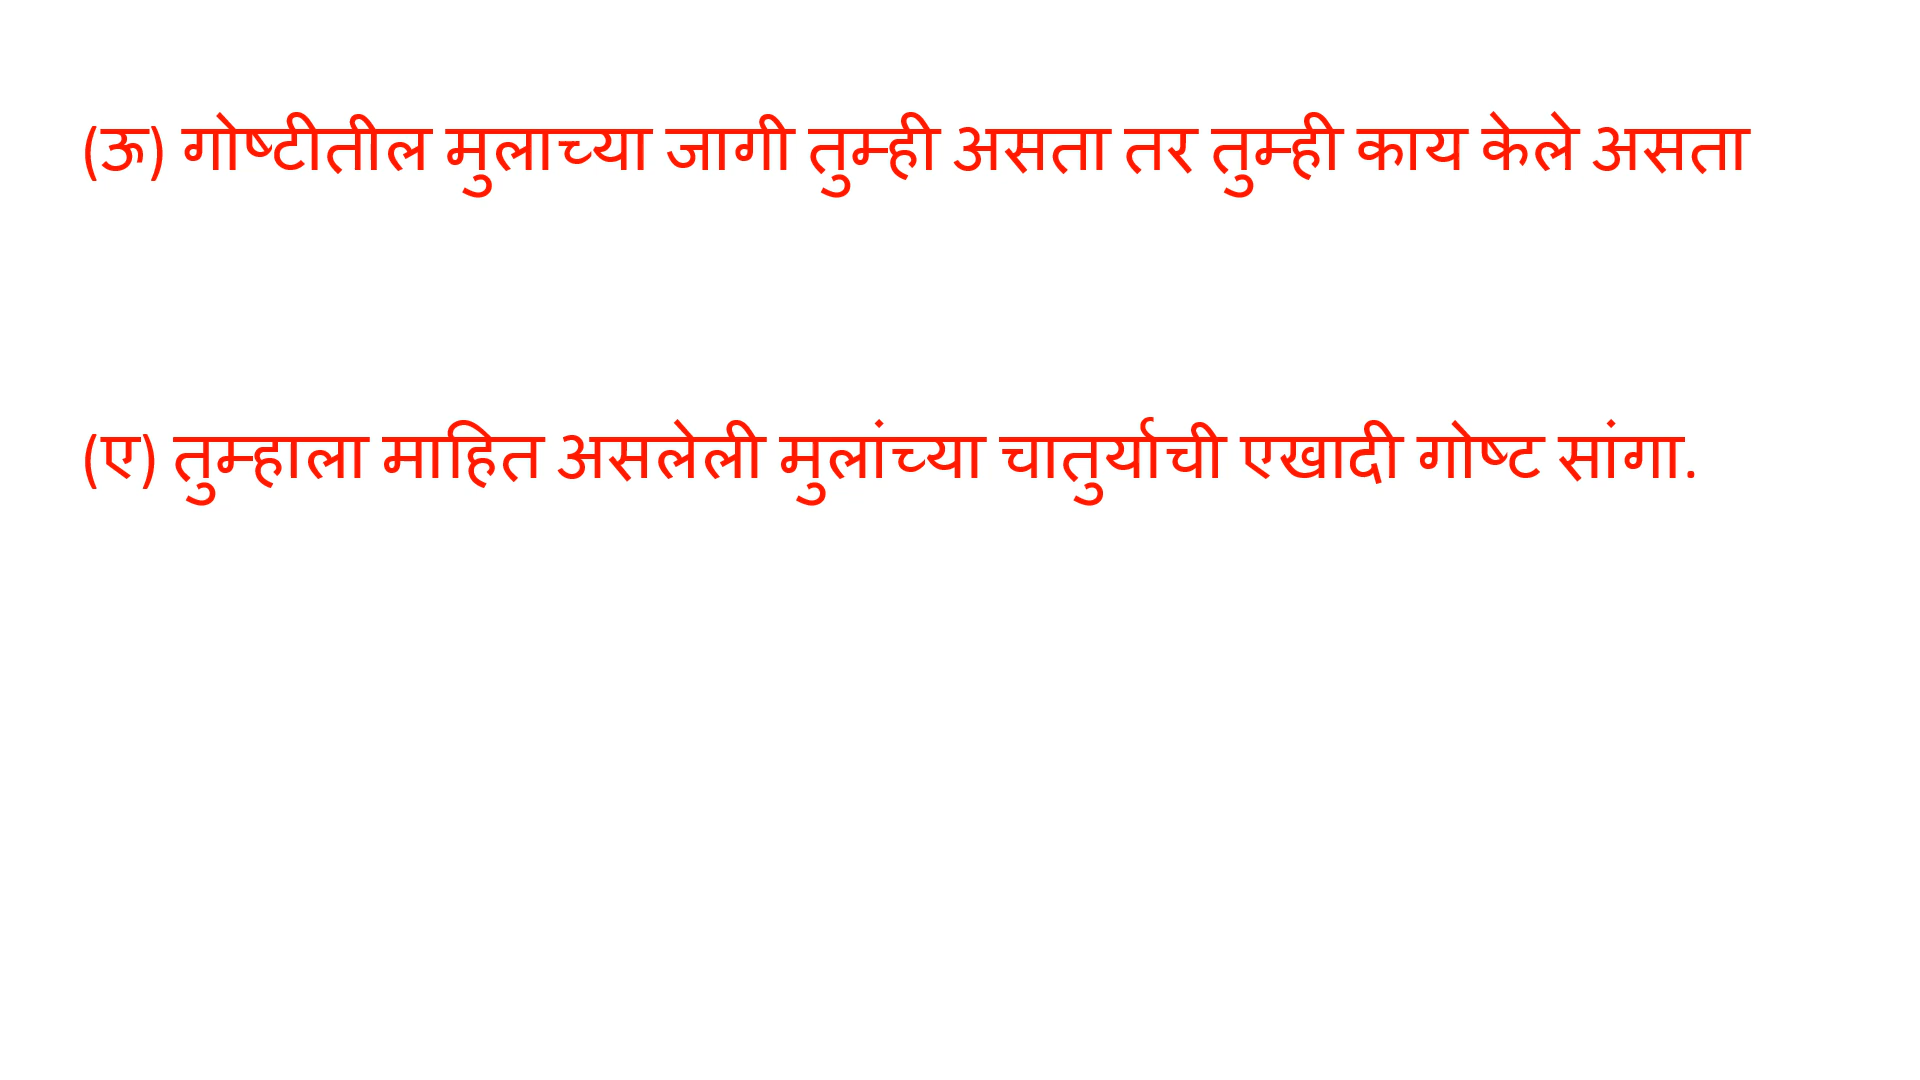 (ऊ) गोष्टीतील मुलाच्या जागी तुम्ही असता तर तुम्ही काय केले असता
(ए) तुम्हाला माहित असलेली मुलांच्या चातुर्याची एखादी गोष्ट सांगा.